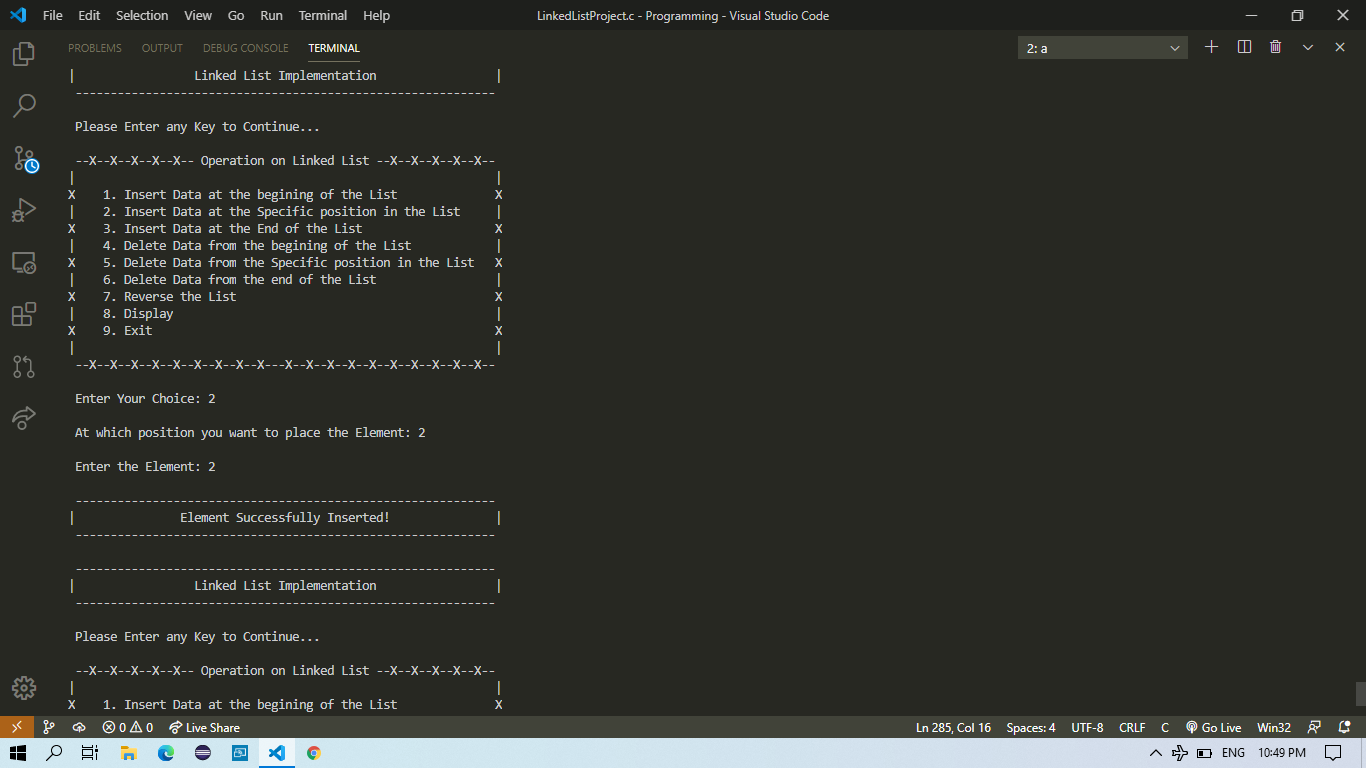 File Edit Selection View Go Run Terminal Help LinkedListProject.c - Programming - Visual Studio Code
PROBLEMS OUTPUT DEBUG CONSOLE TERMINAL 2: a
| Linked List Implementation |
------------------------------------------------------------
Please Enter any Key to Continue...
--X--X--X--X--X-- Operation on Linked List --X--X--X--X--X--
| |
X 1. Insert Data at the begining of the List X
| 2. Insert Data at the Specific position in the List |
X 3. Insert Data at the End of the List X
| 4. Delete Data from the begining of the List |
X 5. Delete Data from the Specific position in the List X
| 6. Delete Data from the end of the List |
X 7. Reverse the List X
| 8. Display |
X 9. Exit X
| |
--X--X--X--X--X--X--X--X--X---X--X--X--X--X--X--X--X--X--X--
Enter Your Choice: 2
At which position you want to place the Element: 2
Enter the Element: 2
------------------------------------------------------------
| Element Successfully Inserted! |
------------------------------------------------------------
------------------------------------------------------------
| Linked List Implementation |
------------------------------------------------------------
Please Enter any Key to Continue...
--X--X--X--X--X-- Operation on Linked List --X--X--X--X--X--
| |
X 1. Insert Data at the begining of the List X
0 0 Live Share Ln 285, Col 16 Spaces: 4 UTF-8 CRLF C Go Live Win32
ENG 10:49 PM